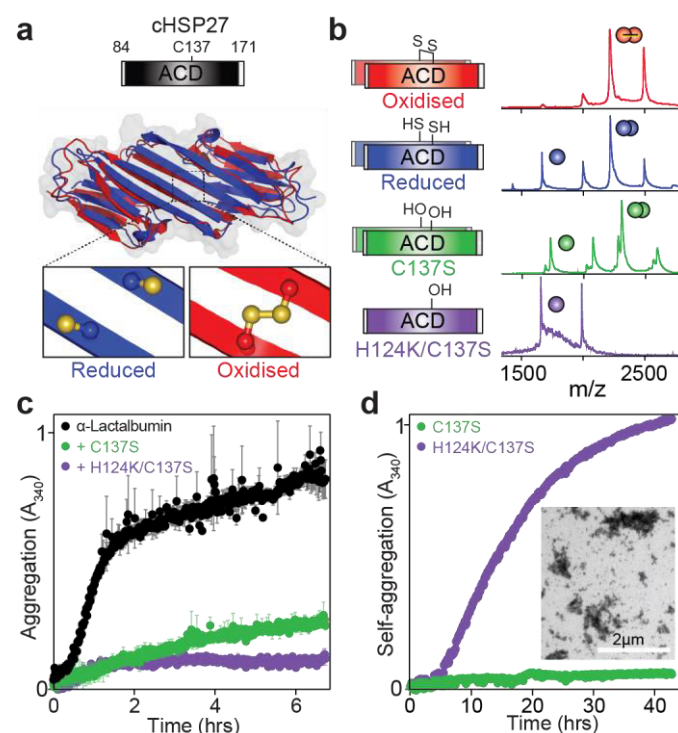 a
cHSP27
84 C137 171
ACD
Reduced Oxidised
b
S
S
ACD
Oxidised
HS SH
ACD
Reduced
HO OH
ACD
C137S
OH
ACD
H124K/C137S
1500 2500
m/z
c
1
α-Lactalbumin
+ C137S
+ H124K/C137S
Aggregation (A340)
0
0 2 4 6
Time (hrs)
d
1
C137S
H124K/C137S
Self-aggregation (A340)
2μm
0
0 10 20 30 40
Time (hrs)